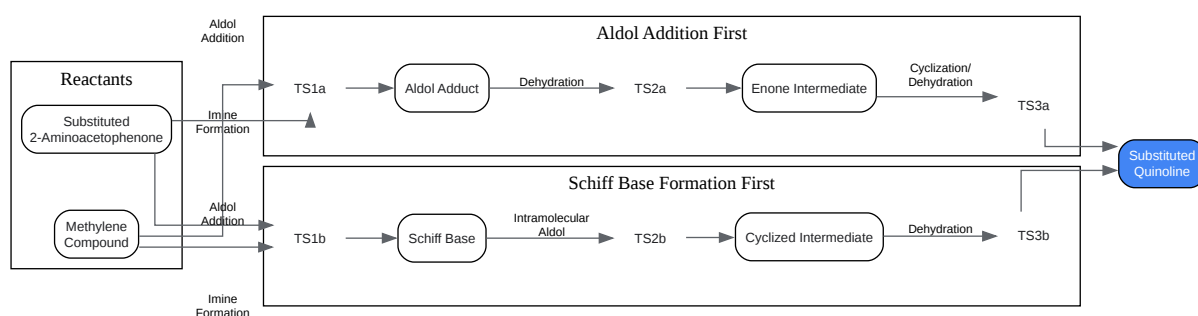 Aldol
Addition
Aldol Addition First
Reactants
Substituted
2-Aminoacetophenone
Methylene
Compound
Imine
Formation
TS1a
Aldol Adduct
Dehydration
TS2a
Enone Intermediate
Cyclization/
Dehydration
TS3a
Substituted
Quinoline
Schiff Base Formation First
Aldol
Addition
TS1b
Schiff Base
Intramolecular
Aldol
TS2b
Cyclized Intermediate
Dehydration
TS3b
Imine
Formation